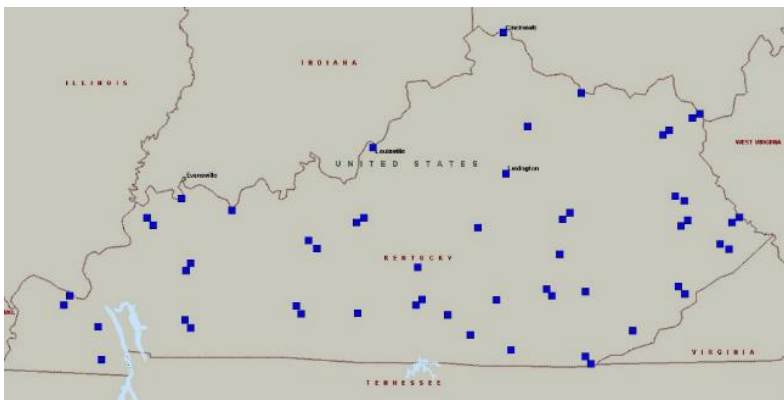 Cincinnati
INDIANA
ILLINOIS
WEST VIRGINIA
Louisville
UNITED STATES
Lexington
Evansville
KENTUCKY
VIRGINIA
TENNESSEE